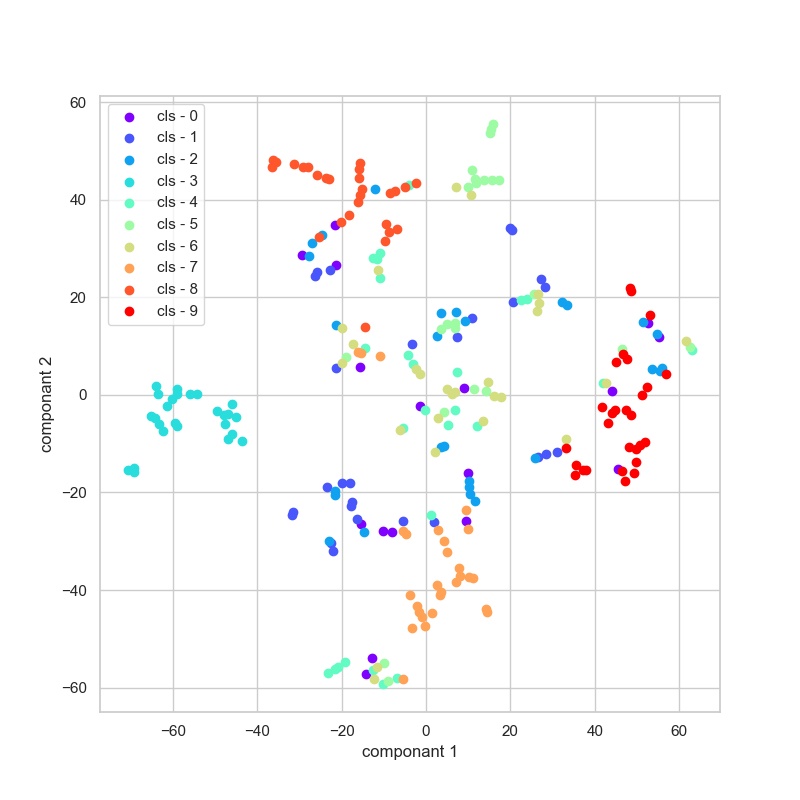 60
40
20
0
−20
−40
−60
componant 2
cls - 0
cls - 1
cls - 2
cls - 3
cls - 4
cls - 5
cls - 6
cls - 7
cls - 8
cls - 9
−60 −40 −20 0 20 40 60
componant 1